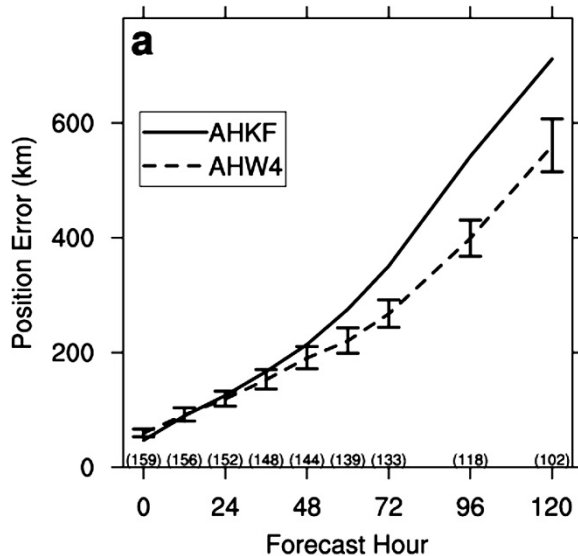 a
AHKF
AHW4
Position Error (km)
600
400
200
0
(159) (156) (152) (148) (144) (139) (133) (118) (102)
0 24 48 72 96 120
Forecast Hour